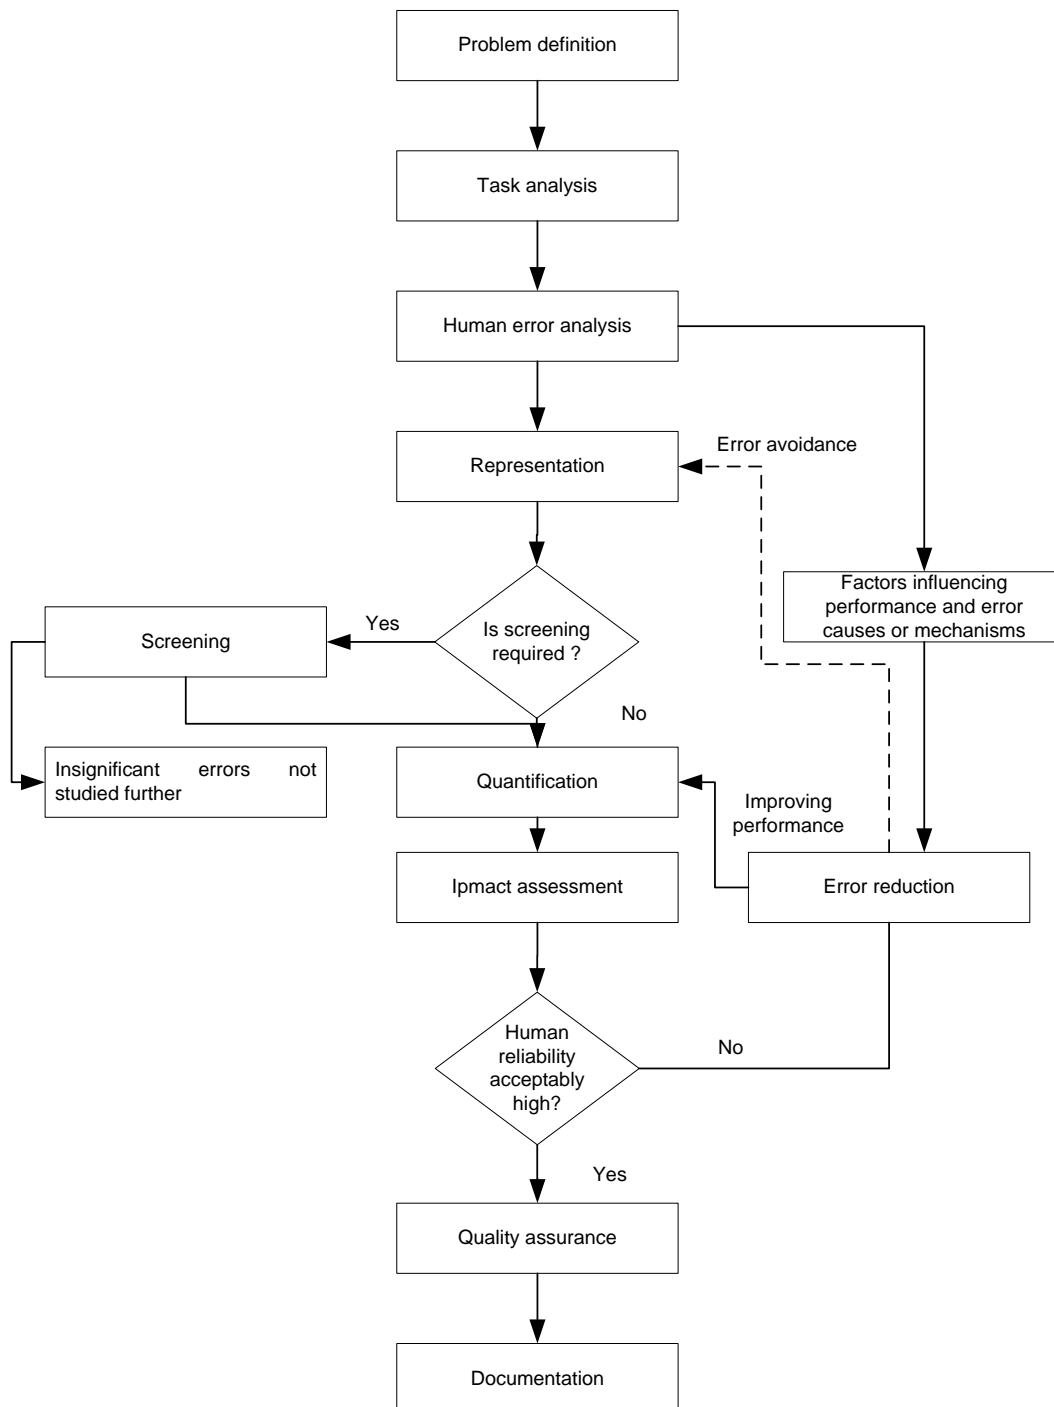 Problem definition
Task analysis
Human error analysis
Representation
Error avoidance
Factors influencing
performance and error
causes or mechanisms
Screening
Yes
Is screening
required ?
No
Insignificant errors not
studied further
Quantification
Improving
performance
Ipmact assessment
Error reduction
Human
reliability
acceptably
high?
No
Yes
Quality assurance
Documentation